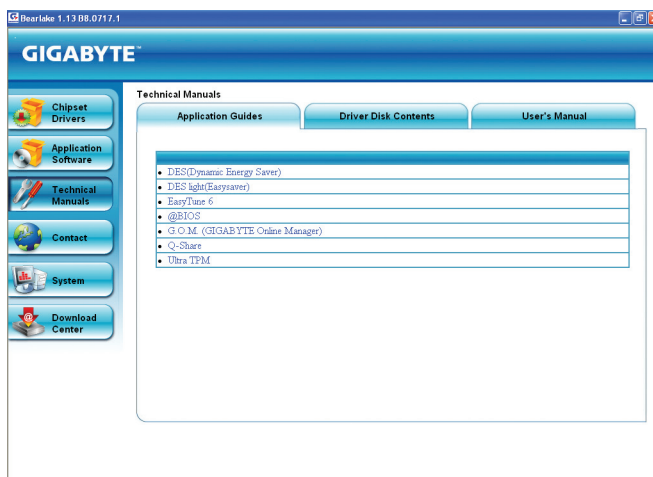 Bearlake 1.13 B8.0717.1
GIGABYTE™
Chipset
Drivers
Application
Software
Technical
Manuals
Contact
System
Download
Center
Technical Manuals
Application Guides
Driver Disk Contents
User's Manual
• DES(Dynamic Energy Saver)
• DES light(Easysaver)
• EasyTune 6
• @BIOS
• G.O.M. (GIGABYTE Online Manager)
• Q-Share
• Ultra TPM